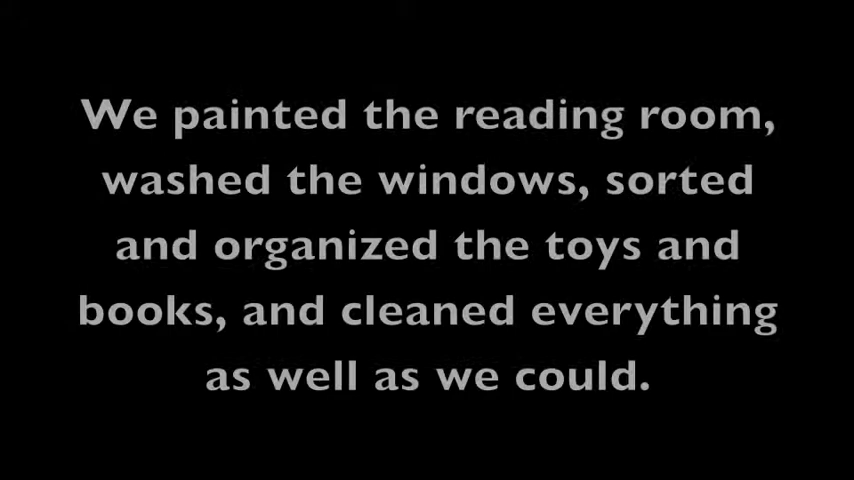 We painted the reading room,
washed the windows, sorted
and organized the toys and
books, and cleaned everything
as well as we could.